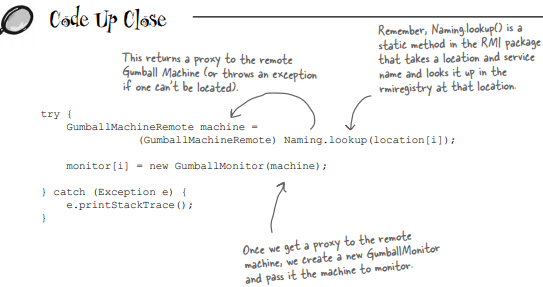 Code Up Close
This returns a proxy to the remote
Gumball Machine (or throws an exception
if one can't be located).
Remember, Naming.lookup() is a
static method in the RMI package
that takes a location and service
name and looks it up in the
rmiregistry at that location.
try {
GumballMachineRemote machine =
(GumballMachineRemote) Naming.lookup(location[i]);
monitor[i] = new GumballMonitor(machine);
} catch (Exception e) {
e.printStackTrace();
}
Once we get a proxy to the remote
machine, we create a new GumballMonitor
and pass it the machine to monitor.